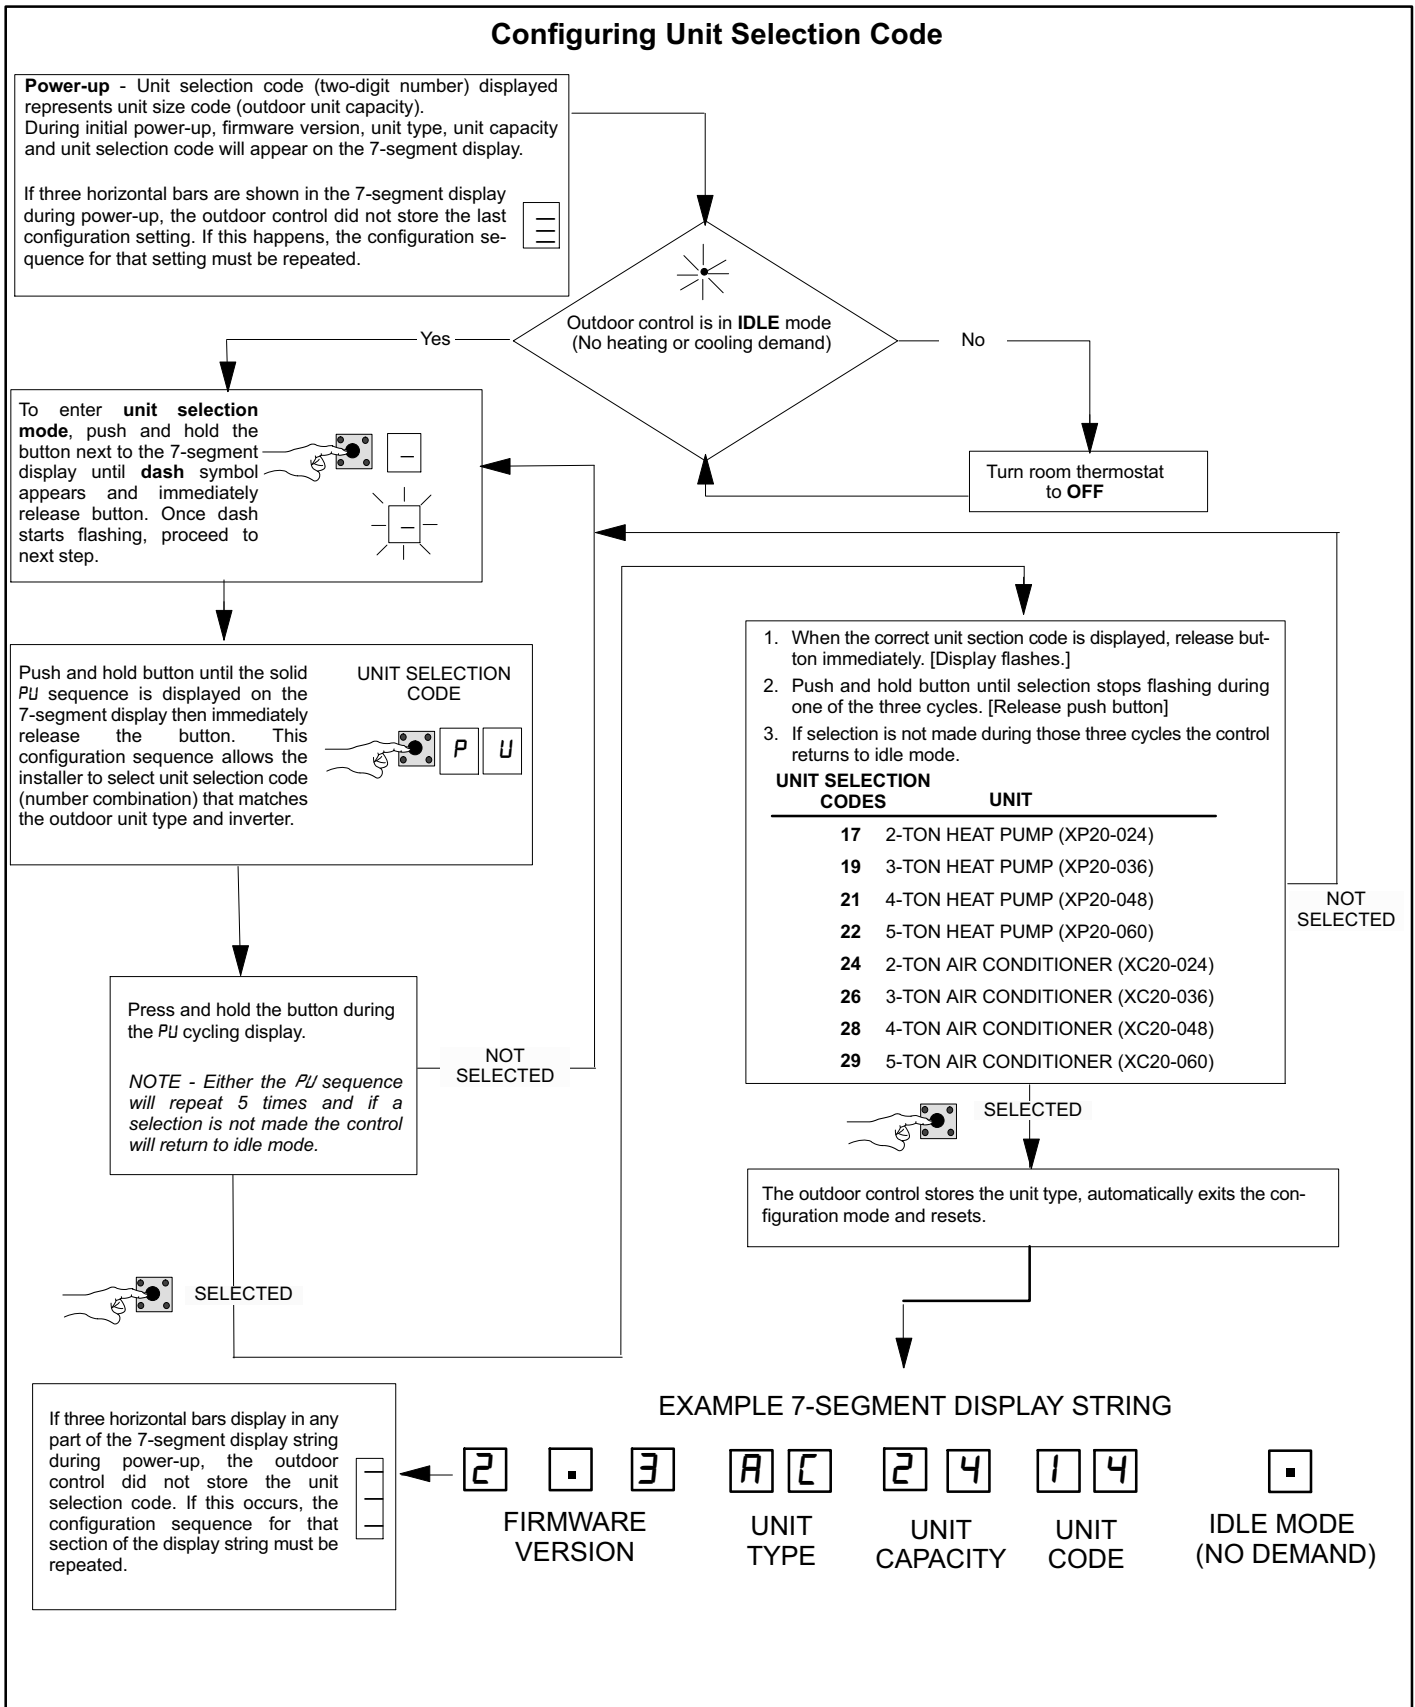 Configuring Unit Selection Code
Power-up - Unit selection code (two-digit number) displayed
represents unit size code (outdoor unit capacity).
During initial power-up, firmware version, unit type, unit capacity
and unit selection code will appear on the 7-segment display.
If three horizontal bars are shown in the 7-segment display
during power-up, the outdoor control did not store the last
configuration setting. If this happens, the configuration se-
quence for that setting must be repeated.
Outdoor control is in IDLE mode
(No heating or cooling demand)
Yes
No
Turn room thermostat
to OFF
To enter unit selection
mode, push and hold the
button next to the 7-segment
display until dash symbol
appears and immediately
release button. Once dash
starts flashing, proceed to
next step.
Push and hold button until the solid
PU sequence is displayed on the
7-segment display then immediately
release the button. This
configuration sequence allows the
installer to select unit selection code
(number combination) that matches
the outdoor unit type and inverter.
UNIT SELECTION
CODE
P U
Press and hold the button during
the PU cycling display.
NOTE - Either the PU sequence
will repeat 5 times and if a
selection is not made the control
will return to idle mode.
NOT
SELECTED
SELECTED
1. When the correct unit section code is displayed, release but-
ton immediately. [Display flashes.]
2. Push and hold button until selection stops flashing during
one of the three cycles. [Release push button]
3. If selection is not made during those three cycles the control
returns to idle mode.
UNIT SELECTION
CODES UNIT
17 2-TON HEAT PUMP (XP20-024)
19 3-TON HEAT PUMP (XP20-036)
21 4-TON HEAT PUMP (XP20-048)
22 5-TON HEAT PUMP (XP20-060)
24 2-TON AIR CONDITIONER (XC20-024)
26 3-TON AIR CONDITIONER (XC20-036)
28 4-TON AIR CONDITIONER (XC20-048)
29 5-TON AIR CONDITIONER (XC20-060)
NOT
SELECTED
SELECTED
The outdoor control stores the unit type, automatically exits the con-
figuration mode and resets.
If three horizontal bars display in any
part of the 7-segment display string
during power-up, the outdoor
control did not store the unit
selection code. If this occurs, the
configuration sequence for that
section of the display string must be
repeated.
EXAMPLE 7-SEGMENT DISPLAY STRING
2 . 3 A C 2 4 1 4 .
FIRMWARE
VERSION
UNIT
TYPE
UNIT
CAPACITY
UNIT
CODE
IDLE MODE
(NO DEMAND)